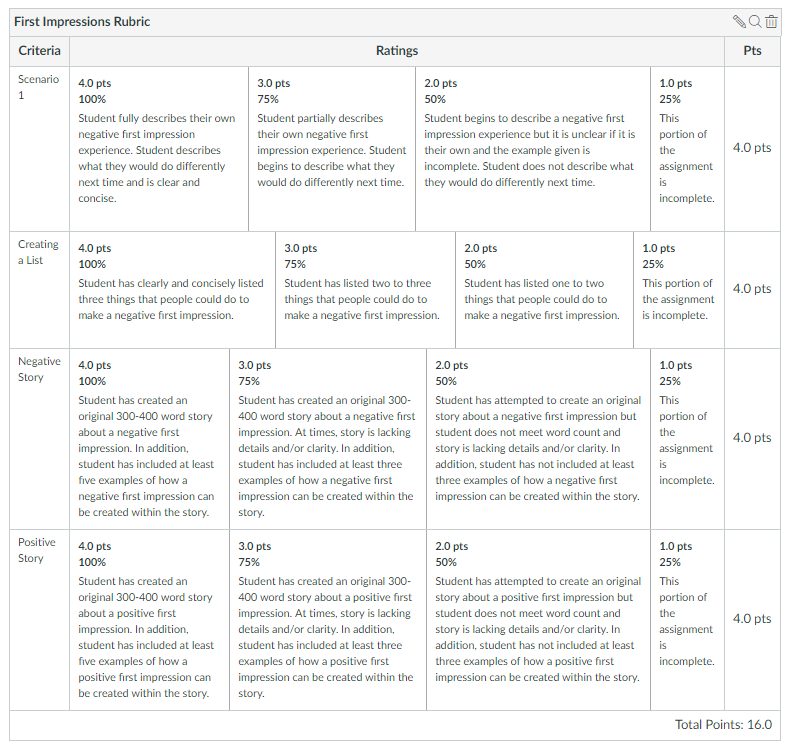 First Impressions Rubric
Criteria
Ratings
Pts
Scenario
1
4.0 pts
100%
Student fully describes their own
negative first impression
experience. Student describes
what they would do differently
next time and is clear and
concise.
3.0 pts
75%
Student partially describes
their own negative first
impression experience. Student
begins to describe what they
would do differently next time.
2.0 pts
50%
Student begins to describe a negative first
impression experience but it is unclear if it is
their own and the example given is
incomplete. Student does not describe what
they would do differently next time.
1.0 pts
25%
This
portion of
the
assignment
is
incomplete.
4.0 pts
Creating
a List
4.0 pts
100%
Student has clearly and concisely listed
three things that people could do to
make a negative first impression.
3.0 pts
75%
Student has listed two to three
things that people could do to
make a negative first impression.
2.0 pts
50%
Student has listed one to two
things that people could do to
make a negative first impression.
1.0 pts
25%
This portion of
the assignment
is incomplete.
4.0 pts
Negative
Story
4.0 pts
100%
Student has created an
original 300-400 word story
about a negative first
impression. In addition,
student has included at least
five examples of how a
negative first impression can
be created within the story.
3.0 pts
75%
Student has created an original 300-
400 word story about a negative first
impression. At times, story is lacking
details and/or clarity. In addition,
student has included at least three
examples of how a negative first
impression can be created within the
story.
2.0 pts
50%
Student has attempted to create an original
story about a negative first impression but
student does not meet word count and
story is lacking details and/or clarity. In
addition, student has not included at least
three examples of how a negative first
impression can be created within the story.
1.0 pts
25%
This
portion of
the
assignment
is
incomplete.
4.0 pts
Positive
Story
4.0 pts
100%
Student has created an
original 300-400 word story
about a positive first
impression. In addition,
student has included at least
five examples of how a
positive first impression can
be created within the story.
3.0 pts
75%
Student has created an original 300-
400 word story about a positive first
impression. At times, story is lacking
details and/or clarity. In addition,
student has included at least three
examples of how a positive first
impression can be created within the
story.
2.0 pts
50%
Student has attempted to create an original
story about a positive first impression but
student does not meet word count and
story is lacking details and/or clarity. In
addition, student has not included at least
three examples of how a positive first
impression can be created within the story.
1.0 pts
25%
This
portion of
the
assignment
is
incomplete.
4.0 pts
Total Points: 16.0